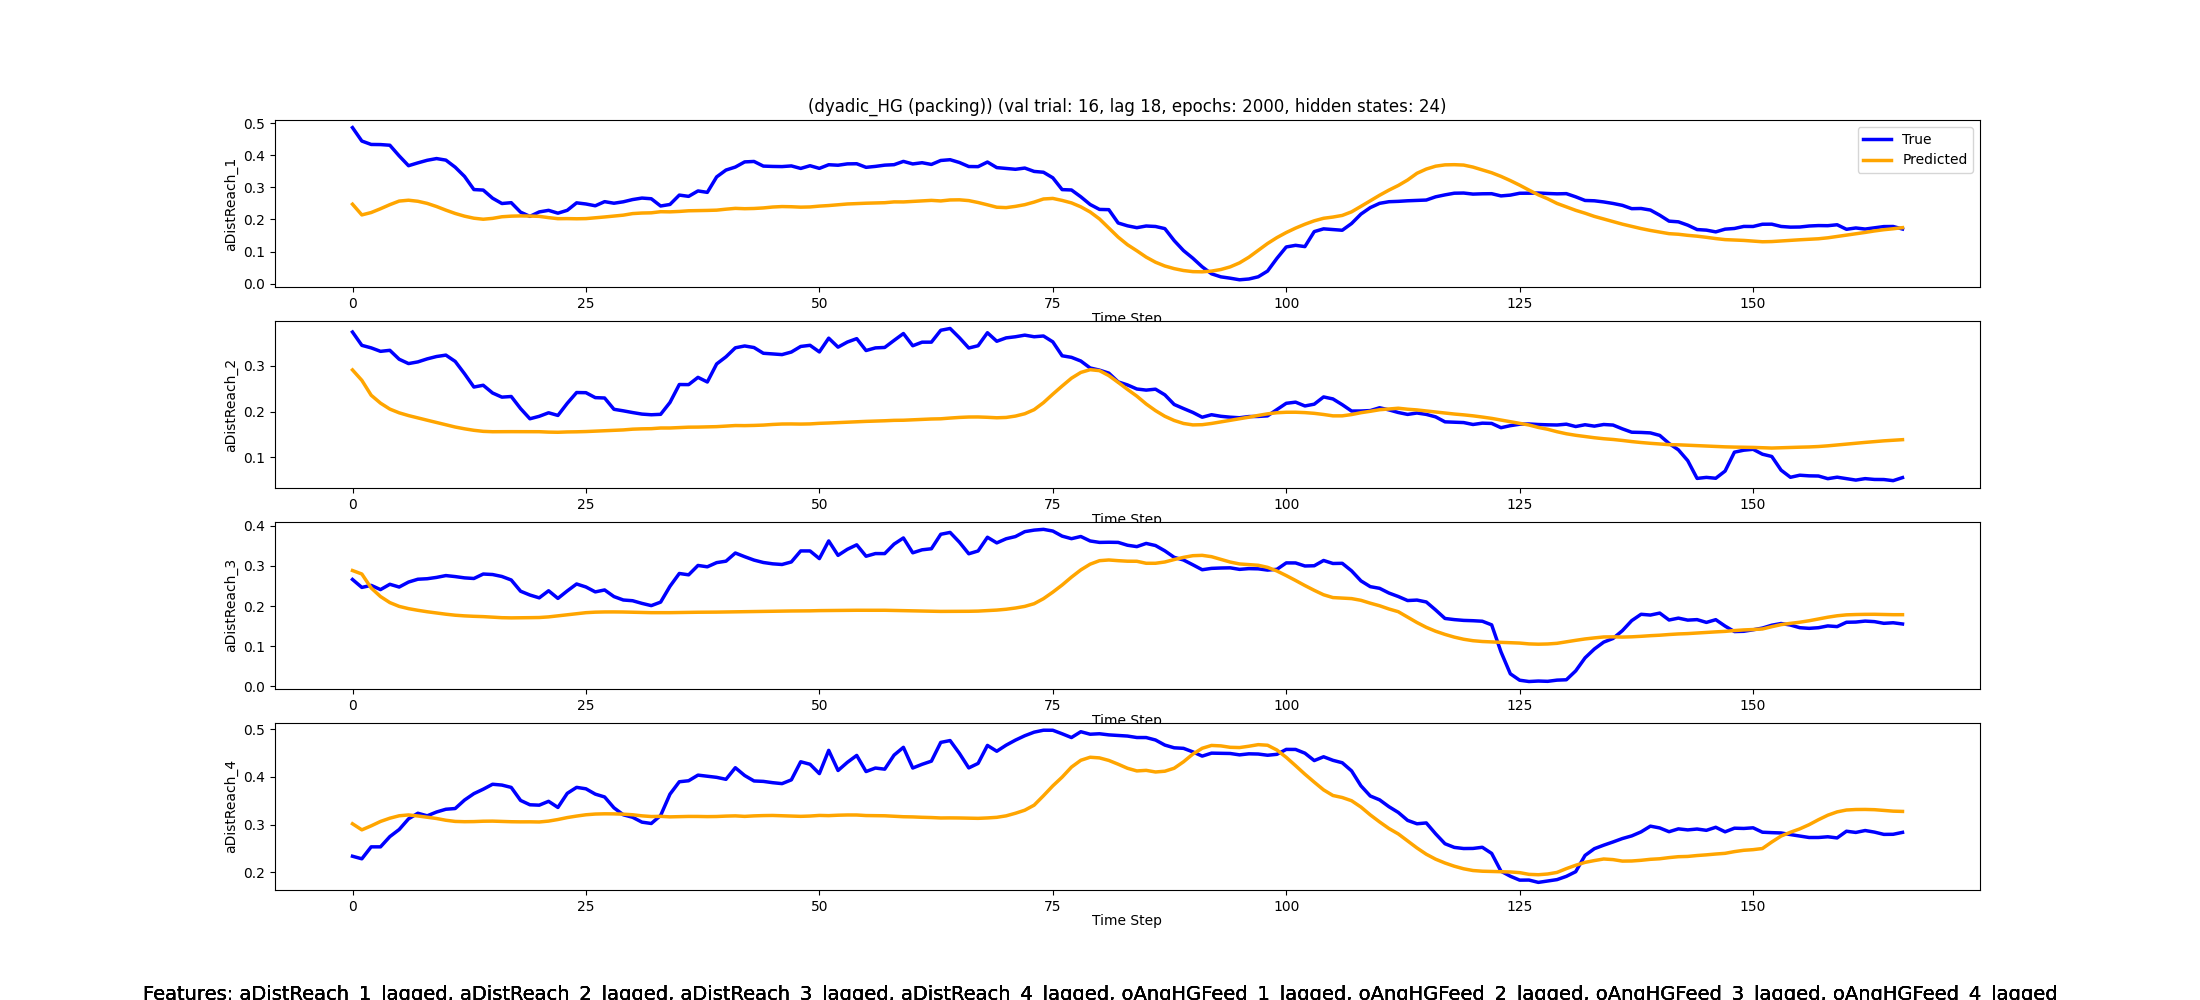 (dyadic_HG (packing)) (val trial: 16, lag 18, epochs: 2000, hidden states: 24)
0.5
0.4
0.3
0.2
0.1
0.0
aDistReach_1
True
Predicted
0 25 50 75 100 125 150
Time Step
0.3
0.2
0.1
aDistReach_2
0 25 50 75 100 125 150
Time Step
0.4
0.3
0.2
0.1
0.0
aDistReach_3
0 25 50 75 100 125 150
Time Step
0.5
0.4
0.3
0.2
aDistReach_4
0 25 50 75 100 125 150
Time Step
Features: aDistReach_1_lagged, aDistReach_2_lagged, aDistReach_3_lagged, aDistReach_4_lagged, oAngHGFeed_1_lagged, oAngHGFeed_2_lagged, oAngHGFeed_3_lagged, oAngHGFeed_4_lagged